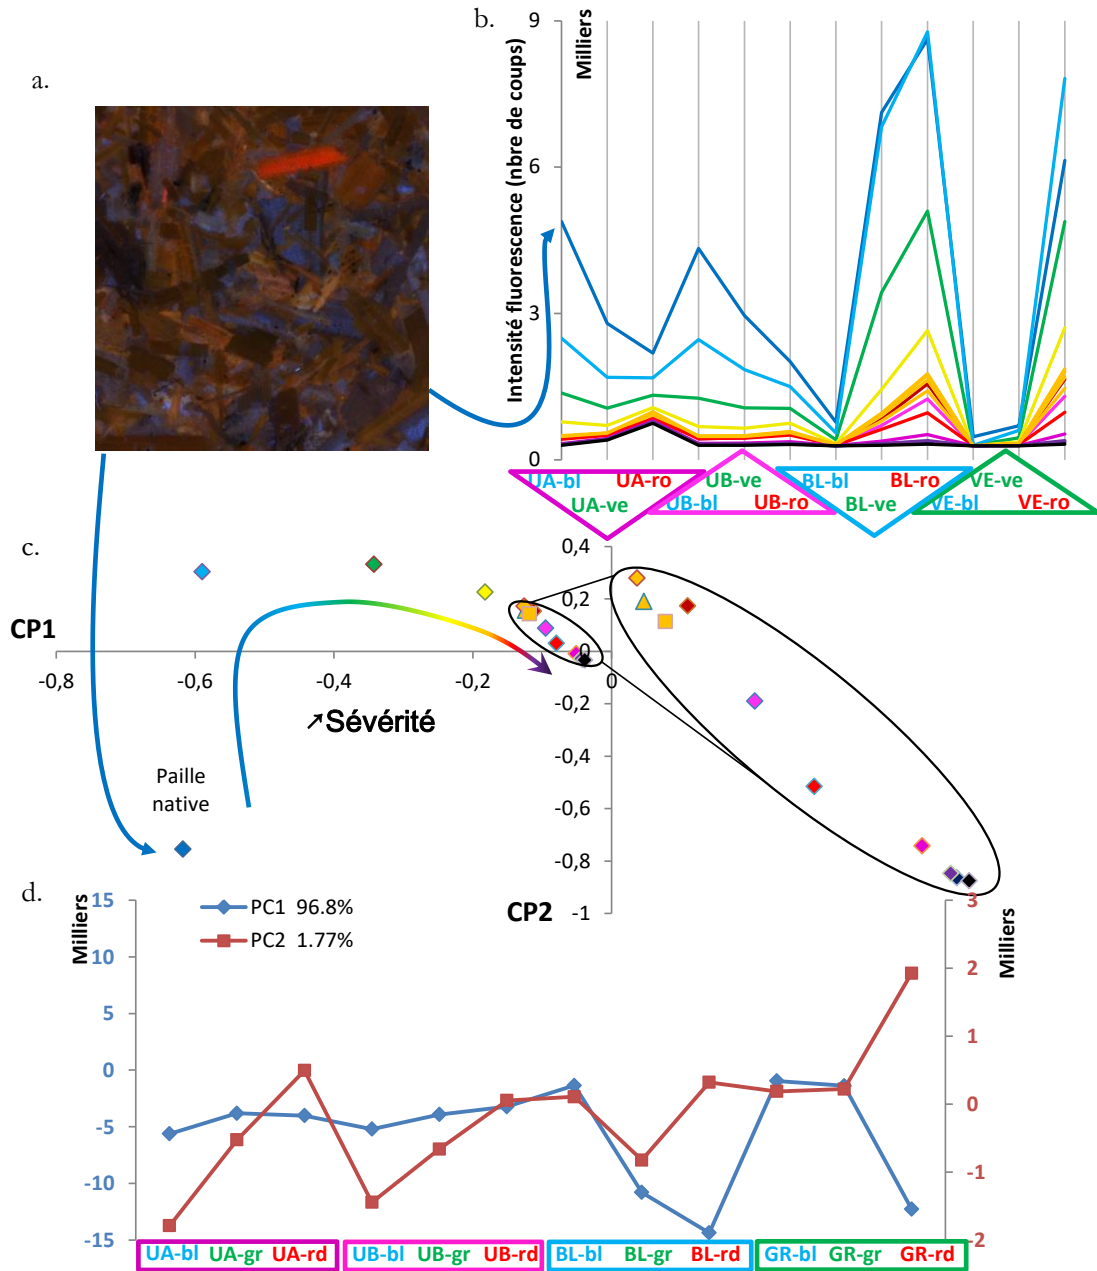 a.
b.
Intensité fluorescence (nbre de coups)
Milliers
9
6
3
0
UA-bl UA-ro UB-ve BL-bl BL-ro VE-ve
UA-ve UB-bl UB-ro BL-ve VE-bl VE-ro
c.
CP1
0,4
0,2
0
-0,2
-0,4
-0,6
-0,8
-1
-0,8 -0,6 -0,4 -0,2 0
↗Sévérité
Paille
native
CP2
d.
Milliers
15
10
5
0
-5
-10
-15
PC1 96.8%
PC2 1.77%
3
2
1
0
-1
-2
Milliers
UA-bl UA-gr UA-rd UB-bl UB-gr UB-rd BL-bl BL-gr BL-rd GR-bl GR-gr GR-rd